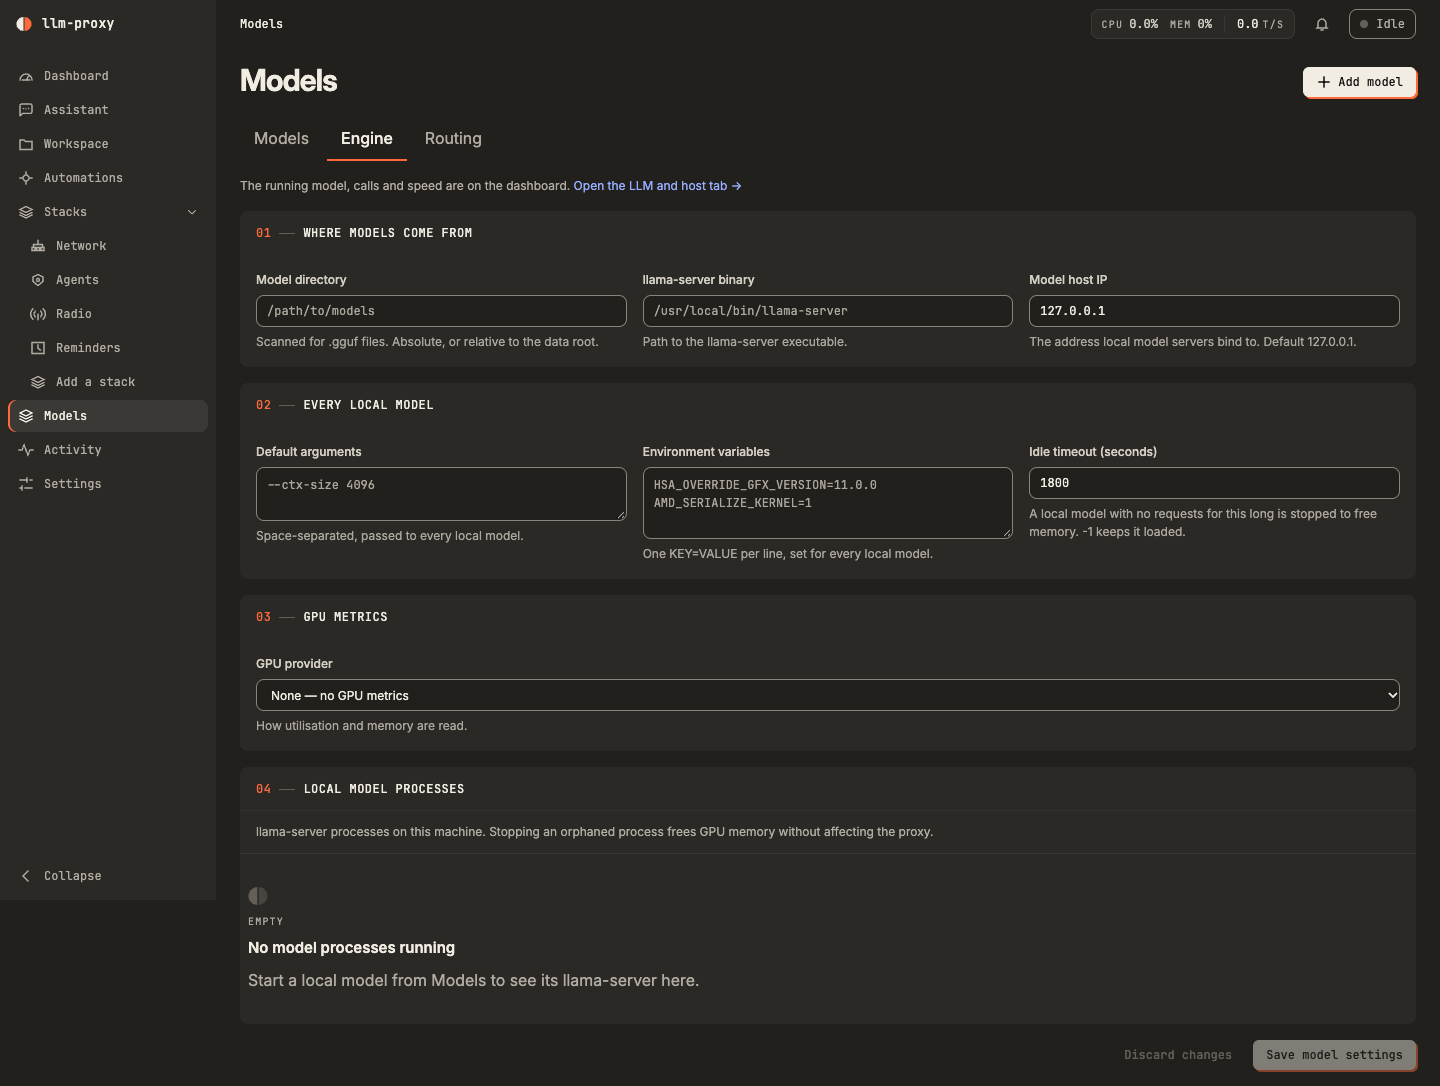 llm-proxy
Dashboard
Assistant
Workspace
Automations
Stacks
Network
Agents
Radio
Reminders
Add a stack
Models
Activity
Settings
Collapse
Models
CPU 0.0% MEM 0% 0.0 T/S
Idle
Models
Add model
Models Engine Routing
The running model, calls and speed are on the dashboard. Open the LLM and host tab →
01 — WHERE MODELS COME FROM
Model directory
/path/to/models
Scanned for .gguf files. Absolute, or relative to the data root.
llama-server binary
/usr/local/bin/llama-server
Path to the llama-server executable.
Model host IP
127.0.0.1
The address local model servers bind to. Default 127.0.0.1.
02 — EVERY LOCAL MODEL
Default arguments
--ctx-size 4096
Space-separated, passed to every local model.
Environment variables
HSA_OVERRIDE_GFX_VERSION=11.0.0
AMD_SERIALIZE_KERNEL=1
One KEY=VALUE per line, set for every local model.
Idle timeout (seconds)
1800
A local model with no requests for this long is stopped to free
memory. -1 keeps it loaded.
03 — GPU METRICS
GPU provider
None — no GPU metrics
How utilisation and memory are read.
04 — LOCAL MODEL PROCESSES
llama-server processes on this machine. Stopping an orphaned process frees GPU memory without affecting the proxy.
EMPTY
No model processes running
Start a local model from Models to see its llama-server here.
Discard changes
Save model settings